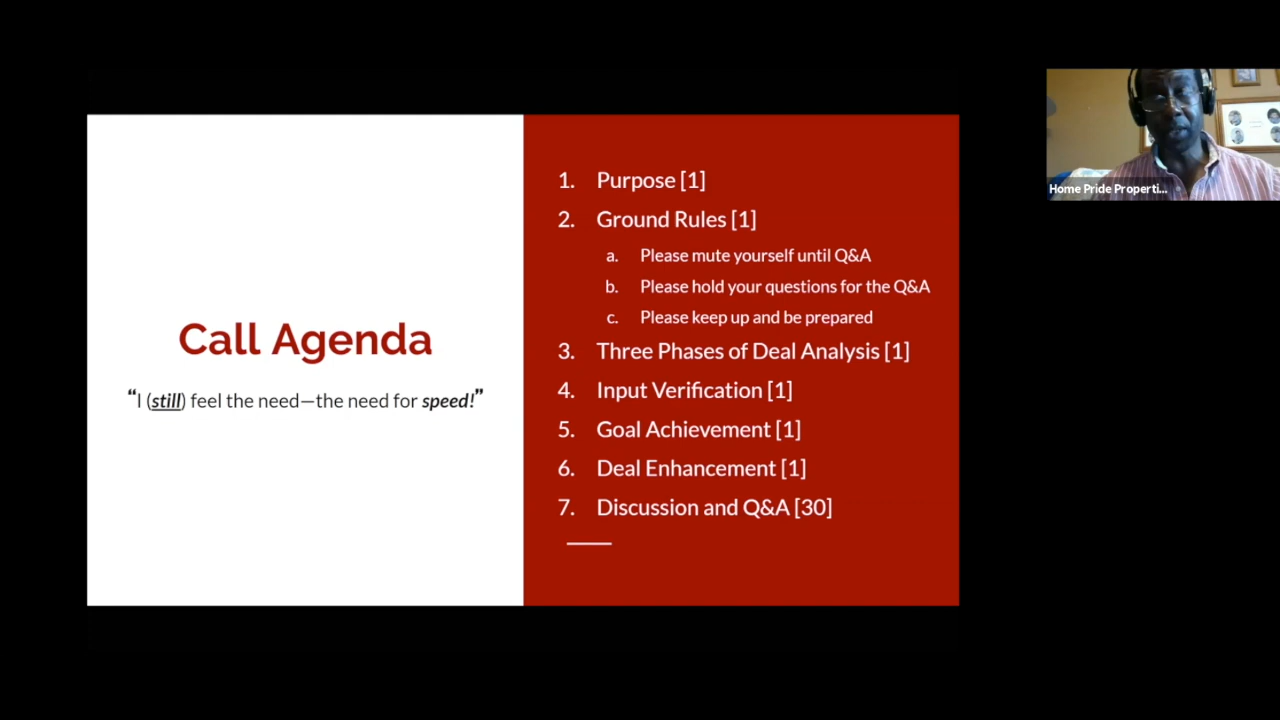 Call Agenda
“I (still) feel the need—the need for speed!”
1. Purpose [1]
2. Ground Rules [1]
a. Please mute yourself until Q&A
b. Please hold your questions for the Q&A
c. Please keep up and be prepared
3. Three Phases of Deal Analysis [1]
4. Input Verification [1]
5. Goal Achievement [1]
6. Deal Enhancement [1]
7. Discussion and Q&A [30]
Home Pride Properti...